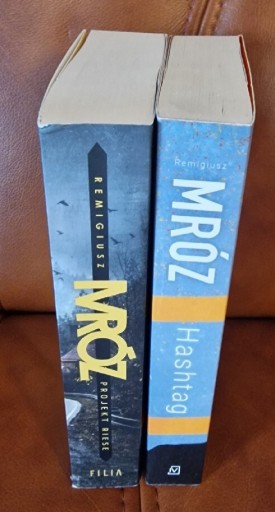 REMIGIUSZ
MRÓZ
PROJEKT RIESE
FILIA
Remigiusz
MRÓZ
Hashtag